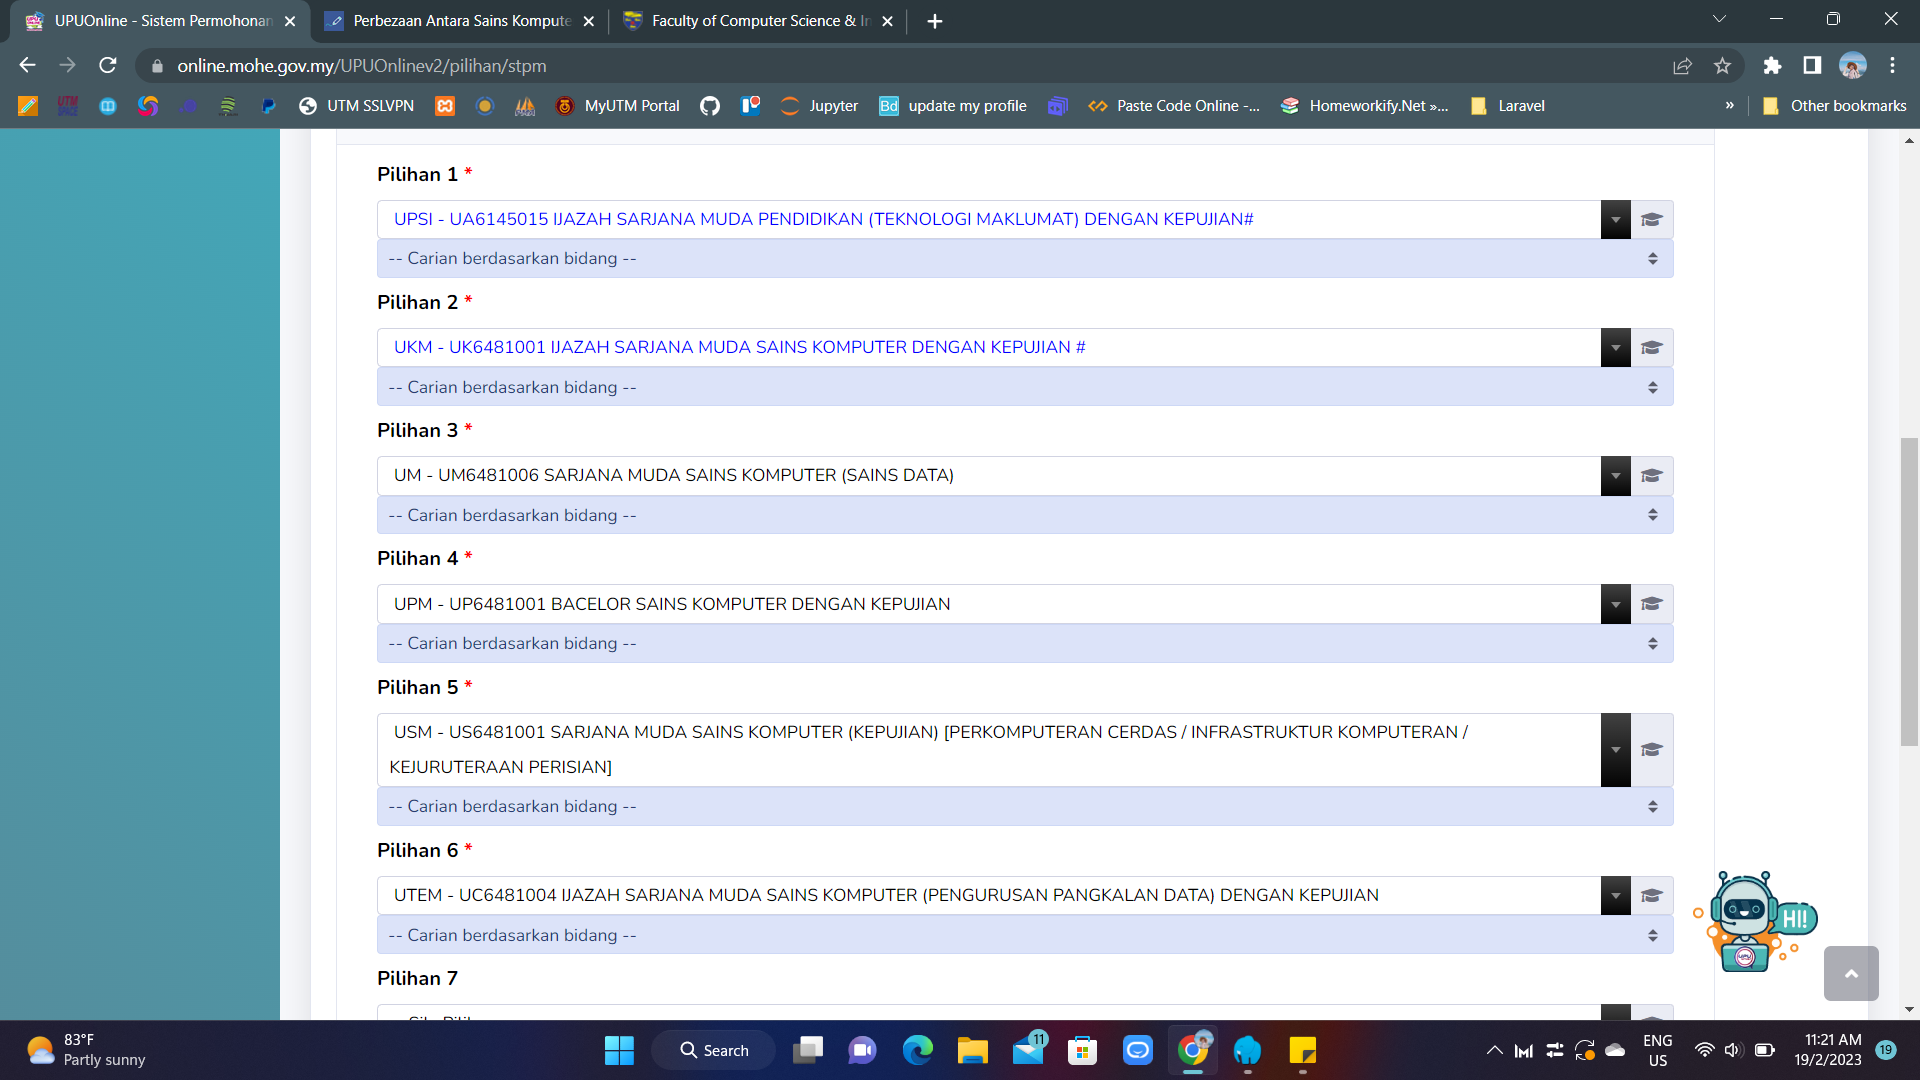 UPUOnline - Sistem Permohonan
Perbezaan Antara Sains Kompute
Faculty of Computer Science & In
online.mohe.gov.my/UPUOnlinev2/pilihan/stpm
UTM SSLVPN
MyUTM Portal
Jupyter
Bd update my profile
Paste Code Online -...
Homeworkify.Net »...
Laravel
»
Other bookmarks
Pilihan 1 *
UPSI - UA6145015 IJAZAH SARJANA MUDA PENDIDIKAN (TEKNOLOGI MAKLUMAT) DENGAN KEPUJIAN#
-- Carian berdasarkan bidang --
Pilihan 2 *
UKM - UK6481001 IJAZAH SARJANA MUDA SAINS KOMPUTER DENGAN KEPUJIAN #
-- Carian berdasarkan bidang --
Pilihan 3 *
UM - UM6481006 SARJANA MUDA SAINS KOMPUTER (SAINS DATA)
-- Carian berdasarkan bidang --
Pilihan 4 *
UPM - UP6481001 BACELOR SAINS KOMPUTER DENGAN KEPUJIAN
-- Carian berdasarkan bidang --
Pilihan 5 *
USM - US6481001 SARJANA MUDA SAINS KOMPUTER (KEPUJIAN) [PERKOMPUTERAN CERDAS / INFRASTRUKTUR KOMPUTERAN /
KEJURUTERAAN PERISIAN]
-- Carian berdasarkan bidang --
Pilihan 6 *
UTEM - UC6481004 IJAZAH SARJANA MUDA SAINS KOMPUTER (PENGURUSAN PANGKALAN DATA) DENGAN KEPUJIAN
-- Carian berdasarkan bidang --
HI!
Pilihan 7
83°F
Partly sunny
Search
11
ENG
US
11:21 AM
19/2/2023
19